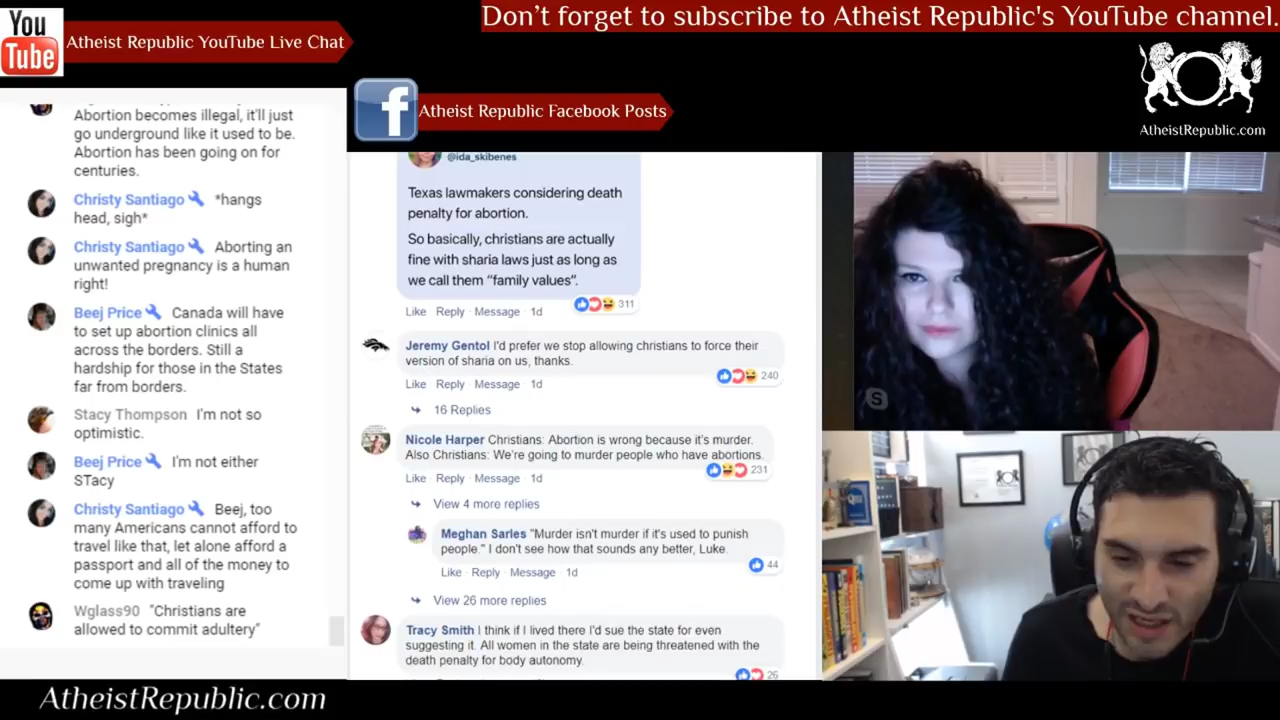 Don't forget to subscribe to Atheist Republic's YouTube channel.
You
Tube
Atheist Republic YouTube Live Chat
f
Atheist Republic Facebook Posts
AtheistRepublic.com
Abortion becomes illegal, it'll just
go underground like it used to be.
Abortion has been going on for
centuries.
Christy Santiago *hangs
head, sigh*
Christy Santiago Aborting an
unwanted pregnancy is a human
right!
Beej Price Canada will have
to set up abortion clinics all
across the borders. Still a
hardship for those in the States
far from borders.
Stacy Thompson I'm not so
optimistic.
Beej Price I'm not either
STacy
Christy Santiago Beej, too
many Americans cannot afford to
travel like that, let alone afford a
passport and all of the money to
come up with traveling
Wglass90 "Christians are
allowed to commit adultery"
@ida_skibenes
Texas lawmakers considering death
penalty for abortion.
So basically, christians are actually
fine with sharia laws just as long as
we call them "family values".
311
Like Reply Message 1d
Jeremy Gentol I'd prefer we stop allowing christians to force their
version of sharia on us, thanks.
240
Like Reply Message 1d
16 Replies
Nicole Harper Christians: Abortion is wrong because it's murder.
Also Christians: We're going to murder people who have abortions.
231
Like Reply Message 1d
View 4 more replies
Meghan Sarles "Murder isn't murder if it's used to punish
people." I don't see how that sounds any better, Luke.
44
Like Reply Message 1d
View 26 more replies
Tracy Smith I think if I lived there I'd sue the state for even
suggesting it. All women in the state are being threatened with the
death penalty for body autonomy.
26
AtheistRepublic.com